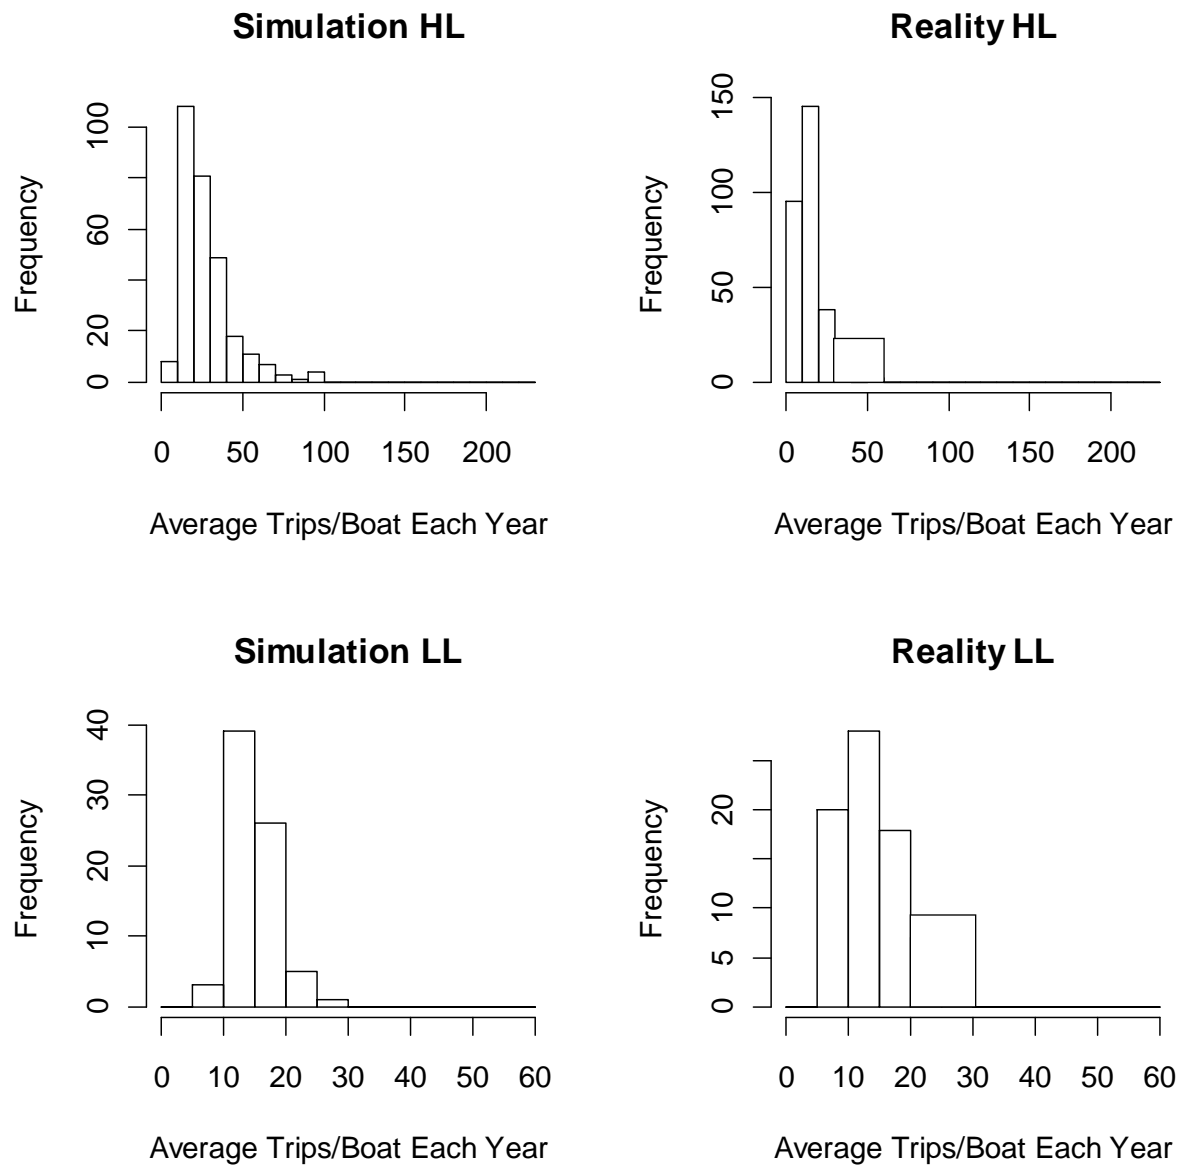 Simulation HL
Frequency
0 20 60 100
0 50 100 150 200
Average Trips/Boat Each Year
Reality HL
Frequency
0 50 100 150
0 50 100 150 200
Average Trips/Boat Each Year
Simulation LL
Frequency
0 10 20 30 40
0 10 20 30 40 50 60
Average Trips/Boat Each Year
Reality LL
Frequency
0 5 10 20
0 10 20 30 40 50 60
Average Trips/Boat Each Year